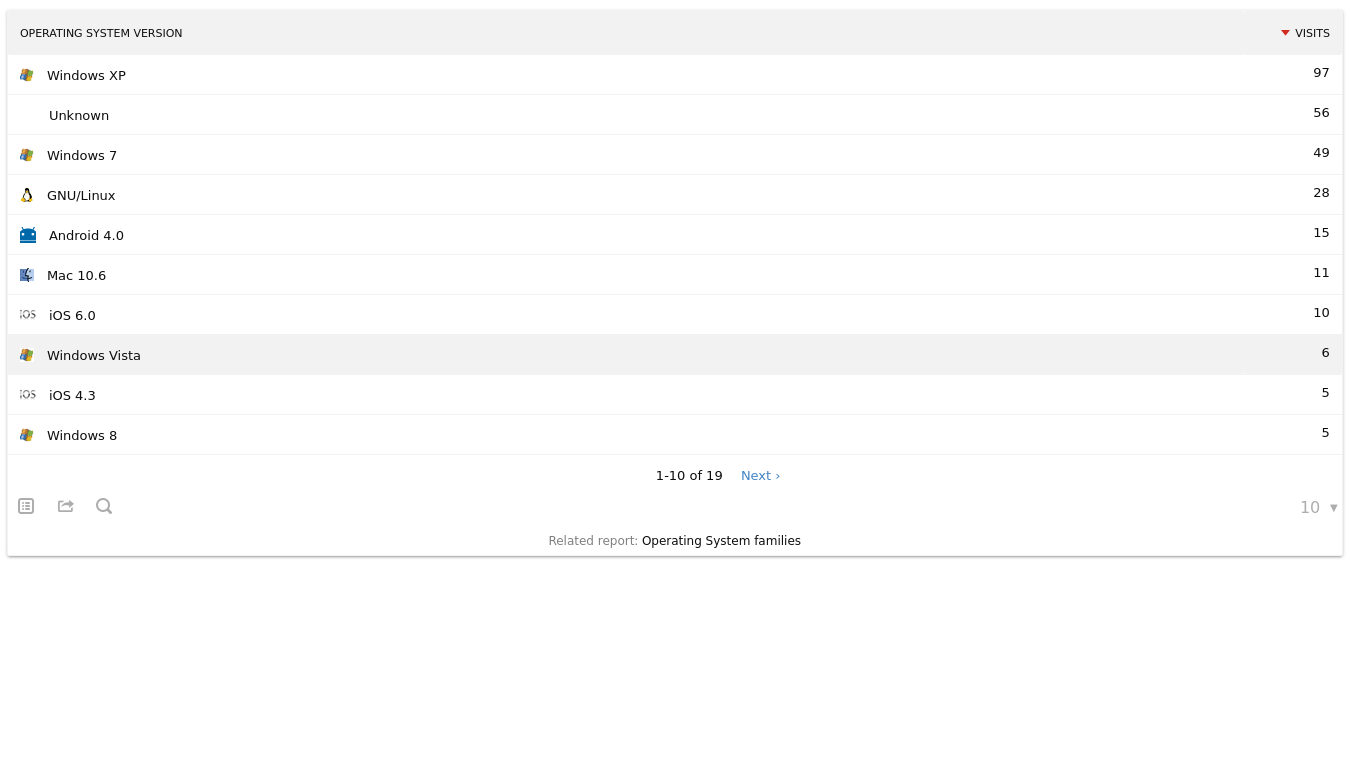 OPERATING SYSTEM VERSION VISITS
Windows XP 97
Unknown 56
Windows 7 49
GNU/Linux 28
Android 4.0 15
Mac 10.6 11
iOS iOS 6.0 10
Windows Vista 6
iOS iOS 4.3 5
Windows 8 5
1-10 of 19 Next ›
10 ▼
Related report: Operating System families